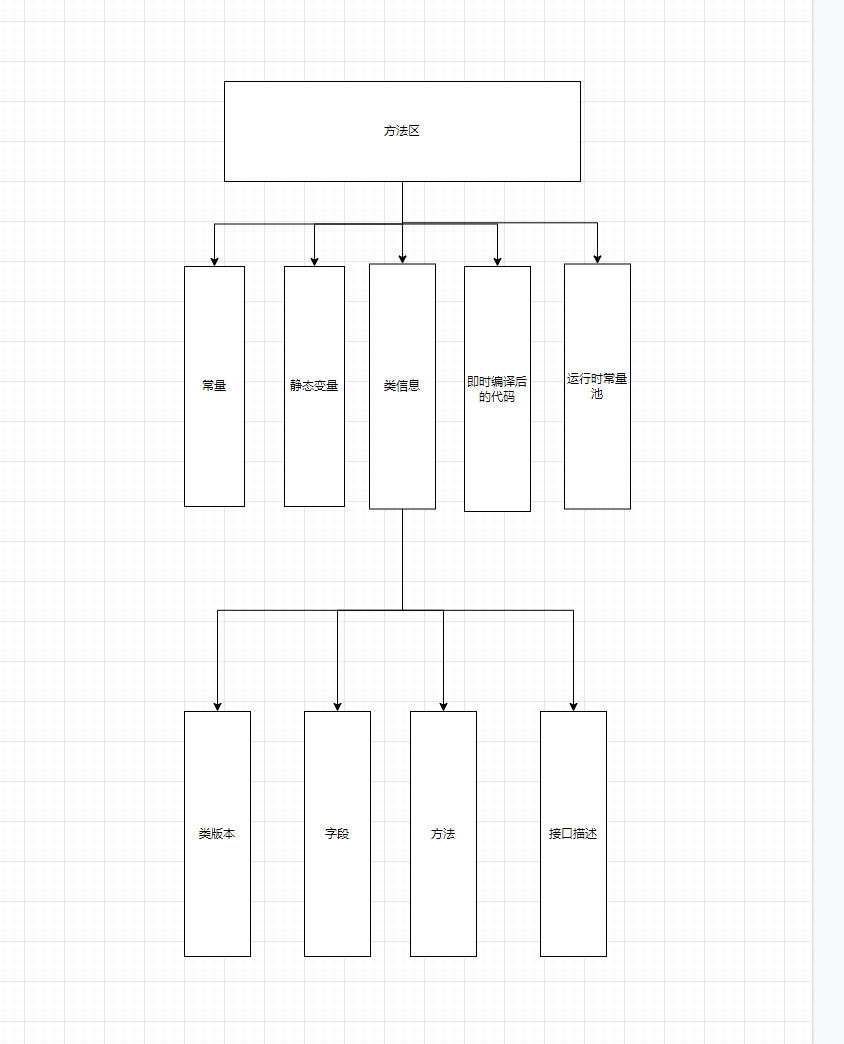 方法区
常量
静态变量
类信息
即时编译后
的代码
运行时常量
池
类版本
字段
方法
接口描述